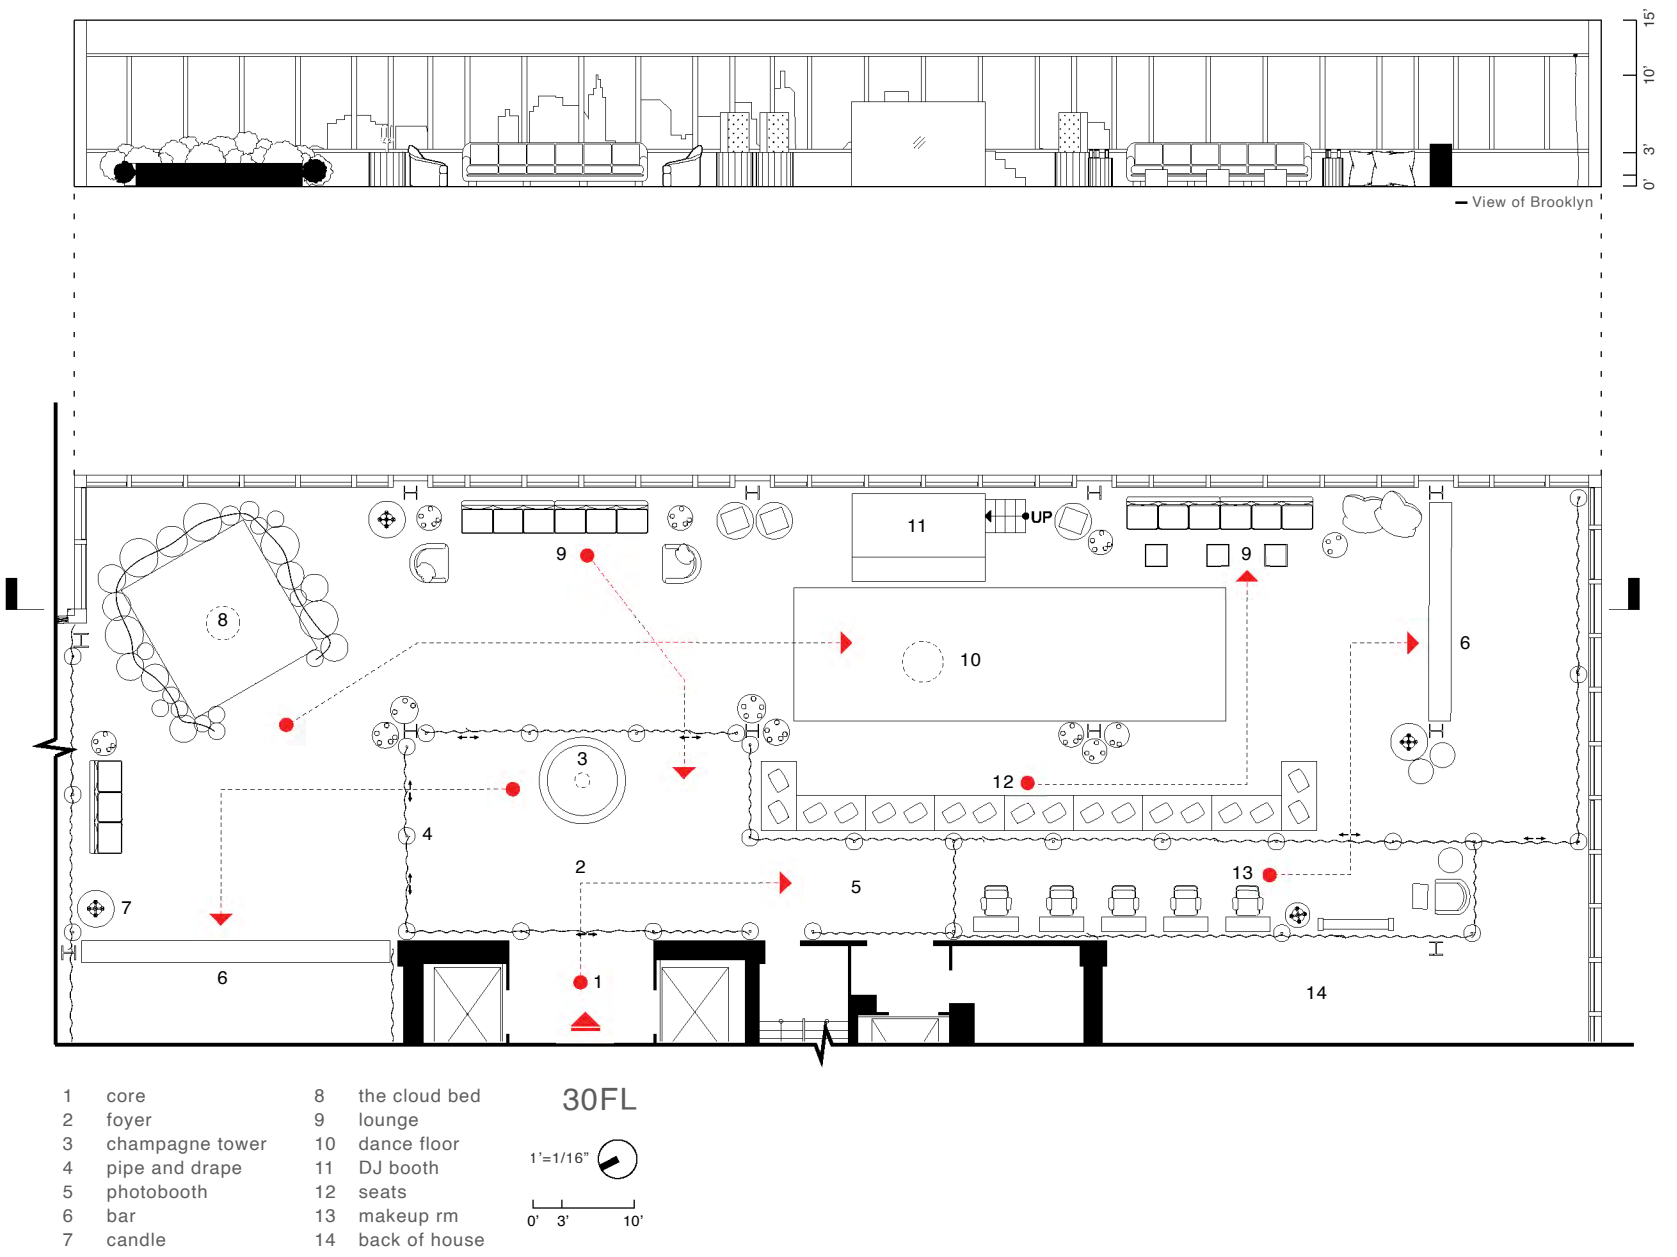 15'
10'
3'
0'
View of Brooklyn
11
UP
9
9
8
10
6
3
12
4
2
13
5
7
1
6
14
1 core
2 foyer
3 champagne tower
4 pipe and drape
5 photobooth
6 bar
7 candle
8 the cloud bed
9 lounge
10 dance floor
11 DJ booth
12 seats
13 makeup rm
14 back of house
30FL
1'=1/16”
0' 3' 10'